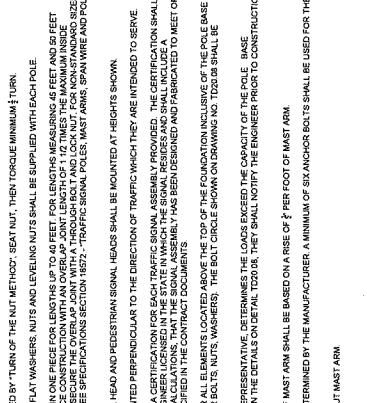 D BY "TURN OF THE NUT METHOD". SEAT NUT, THEN TORQUE MINIMUM ⅓ TURN.
FLAT WASHERS, NUTS AND LEVELING NUTS SHALL BE SUPPLIED WITH EACH POLE.
IN ONE PIECE FOR LENGTHS UP TO 40 FEET. FOR LENGTHS MEASURING 45 FEET AND 50 FEET
CE CONSTRUCTION WITH AN OVERLAP JOINT LENGTH OF 1 1/2 TIMES THE MAXIMUM INSIDE
SECURE THE OVERLAP JOINT WITH A THROUGH BOLT AND LOCK NUT. FOR NON-STANDARD SIZE
EE SPECIFICATIONS SECTION 16572 - "TRAFFIC SIGNAL POLES, MAST ARMS, SPAN WIRE AND POL
HEAD AND PEDESTRIAN SIGNAL HEADS SHALL BE MOUNTED AT HEIGHTS SHOWN.
TED PERPENDICULAR TO THE DIRECTION OF TRAFFIC WHICH THEY ARE INTENDED TO SERVE.
A CERTIFICATION FOR EACH TRAFFIC SIGNAL ASSEMBLY PROVIDED. THE CERTIFICATION SHALL
GINEER LICENSED IN THE STATE IN WHICH THE SIGNAL RESIDES AND SHALL INCLUDE A
ALCULATIONS, THAT THE SIGNAL ASSEMBLY HAS BEEN DESIGNED AND FABRICATED TO MEET OR
CIFIED IN THE CONTRACT DOCUMENTS.
R ALL ELEMENTS LOCATED ABOVE THE TOP OF THE FOUNDATION INCLUSIVE OF THE POLE BASE
BOLTS, NUTS, WASHERS). THE BOLT CIRCLE SHOWN ON DRAWING NO. TD20.08 SHALL BE
EPRESENTATIVE, DETERMINES THE LOADS EXCEED THE CAPACITY OF THE POLE BASE
N THE DETAILS ON DETAIL TD20.08, THEY SHALL NOTIFY THE ENGINEER PRIOR TO CONSTRUCTIO
F MAST ARM SHALL BE BASED ON A RISE OF PER FOOT OF MAST ARM.
TERMINED BY THE MANUFACTURER. A MINIMUM OF SIX ANCHOR BOLTS SHALL BE USED FOR THE
UT MAST ARM